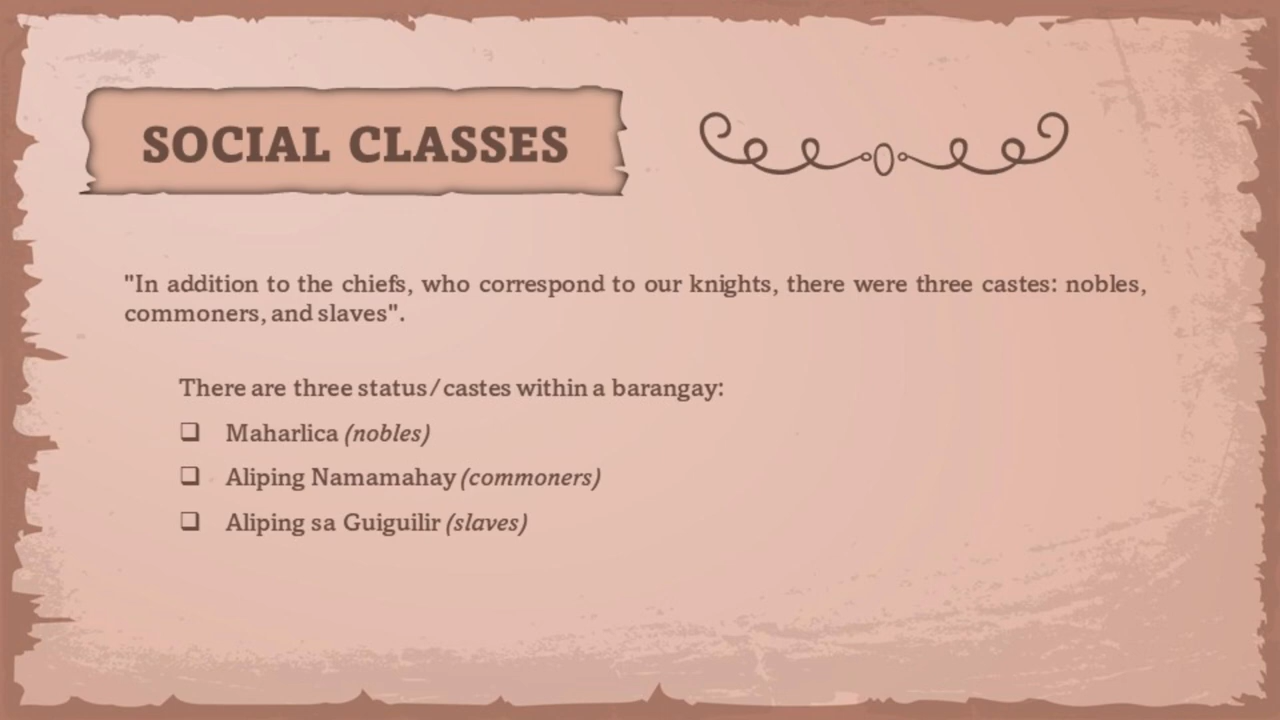 SOCIAL CLASSES
"In addition to the chiefs, who correspond to our knights, there were three castes: nobles,
commoners, and slaves".
There are three status/castes within a barangay:
❑ Maharlica (nobles)
❑ Aliping Namamahay (commoners)
❑ Aliping sa Guiguilir (slaves)